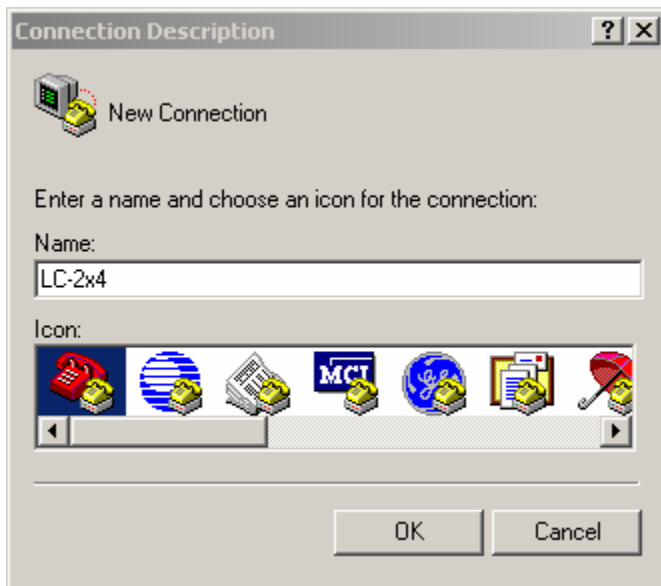 Connection Description
New Connection
Enter a name and choose an icon for the connection:
Name:
LC-2x4
Icon:
MCI
OK Cancel